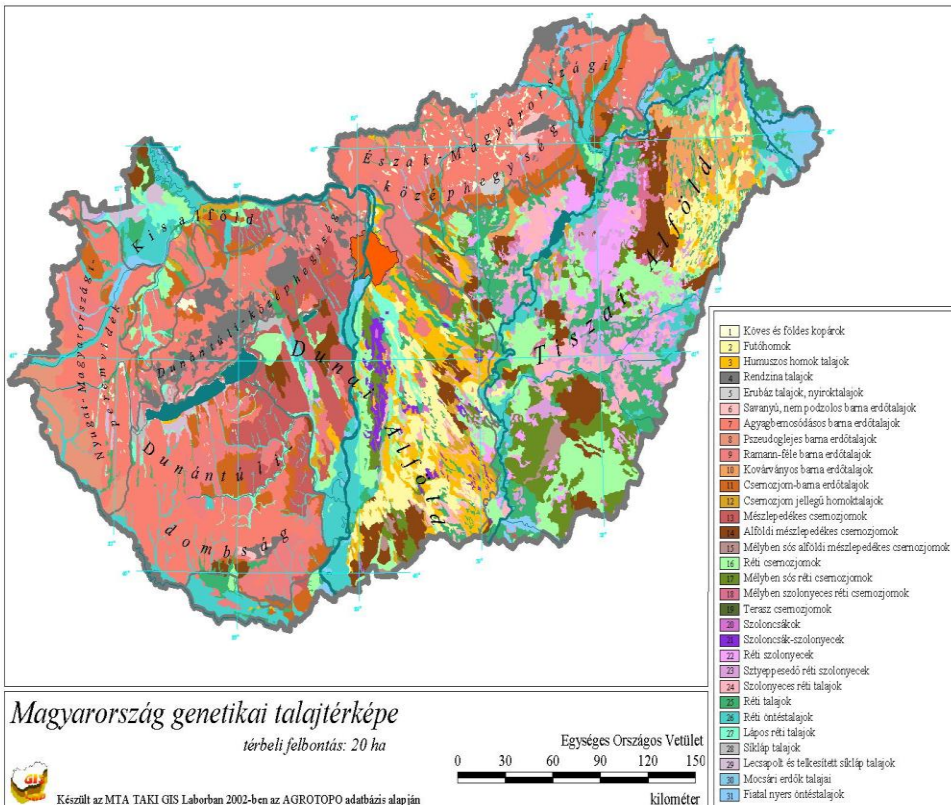 Északi-Magyarországi-
középhegység
Kisalföld
Dunántúli-középhegység
Nyugat-Magyarországi-
peremvidék
Dunántúli-
dombság
Dunai Alföld
Tiszai Alföld
1 Köves és földes kopárok
2 Futóhomok
3 Humuszos homok talajok
4 Rendzina talajok
5 Erubáz talajok, nyiroktalajok
6 Savanyú, nem podzolos barna erdőtalajok
7 Agyagbemosódásos barna erdőtalajok
8 Pszeudoglejes barna erdőtalajok
9 Ramann-féle barna erdőtalajok
10 Kovárványos barna erdőtalajok
11 Csernozjom-barna erdőtalajok
12 Csernozjom jellegű homoktalajok
13 Mészlepedékes csernozjomok
14 Alföldi mészlepedékes csernozjomok
15 Mélyben sós alföldi mészlepedékes csernozjomok
16 Réti csernozjomok
17 Mélyben sós réti csernozjomok
18 Mélyben szolonyeces réti csernozjomok
19 Terasz csernozjomok
20 Szoloncsákok
21 Szoloncsák-szolonyecek
22 Réti szolonyecek
23 Sztyeppesedő réti szolonyecek
24 Szolonyeces réti talajok
25 Réti talajok
26 Réti öntéstalajok
27 Lápos réti talajok
28 Síkláp talajok
29 Lecsapolt és telkesített síkláp talajok
30 Mocsári erdők talajai
31 Fiatal nyers öntéstalajok
Magyarország genetikai talajtérképe
térbeli felbontás: 20 ha
Egységes Országos Vetület
0 30 60 90 120 150
kilométer
GIS
Készült az MTA TAKI GIS Laborban 2002-ben az AGROTOPO adatbázis alapján